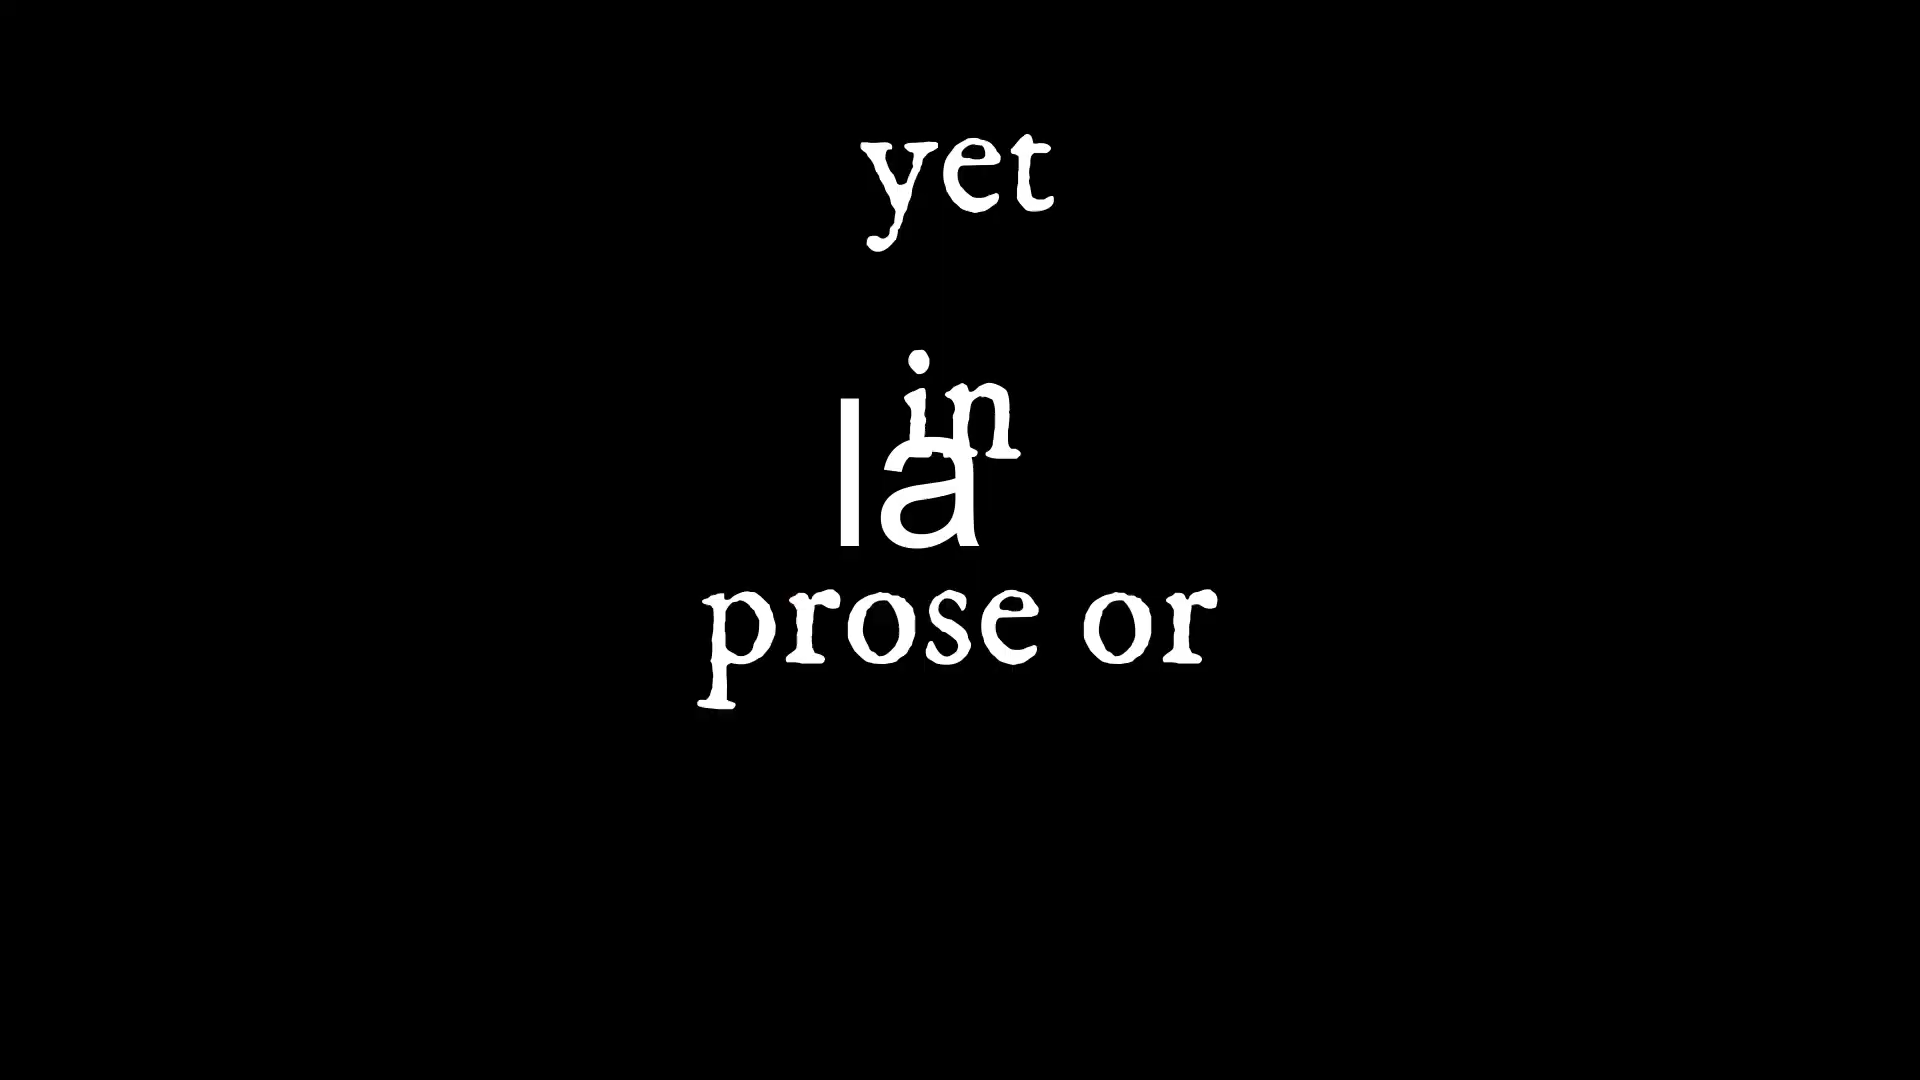 yet
in
la
prose or